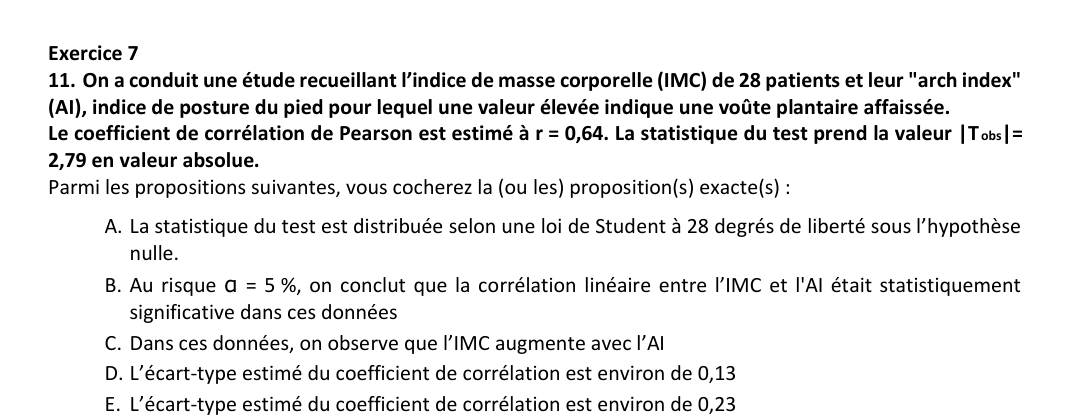 Exercice 7
11. On a conduit une étude recueillant l’indice de masse corporelle (IMC) de 28 patients et leur "arch index"
(AI), indice de posture du pied pour lequel une valeur élevée indique une voûte plantaire affaissée.
Le coefficient de corrélation de Pearson est estimé à r = 0,64. La statistique du test prend la valeur |T obs|=
2,79 en valeur absolue.
Parmi les propositions suivantes, vous cocherez la (ou les) proposition(s) exacte(s) :
A. La statistique du test est distribuée selon une loi de Student à 28 degrés de liberté sous l’hypothèse
nulle.
B. Au risque α = 5 %, on conclut que la corrélation linéaire entre l’IMC et l'AI était statistiquement
significative dans ces données
C. Dans ces données, on observe que l’IMC augmente avec l’AI
D. L’écart-type estimé du coefficient de corrélation est environ de 0,13
E. L’écart-type estimé du coefficient de corrélation est environ de 0,23